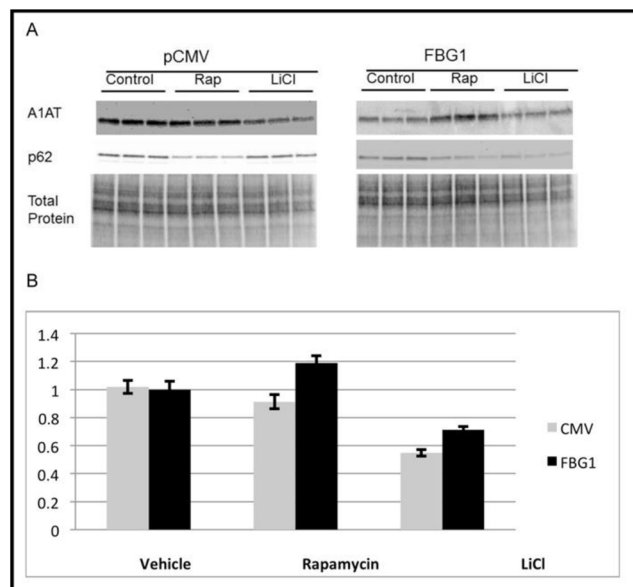 A
pCMV
FBG1
Control Rap LiCl
Control Rap LiCl
A1AT
p62
Total
Protein
B
1.4
1.2
1
0.8
0.6
0.4
0.2
0
CMV
FBG1
Vehicle Rapamycin LiCl